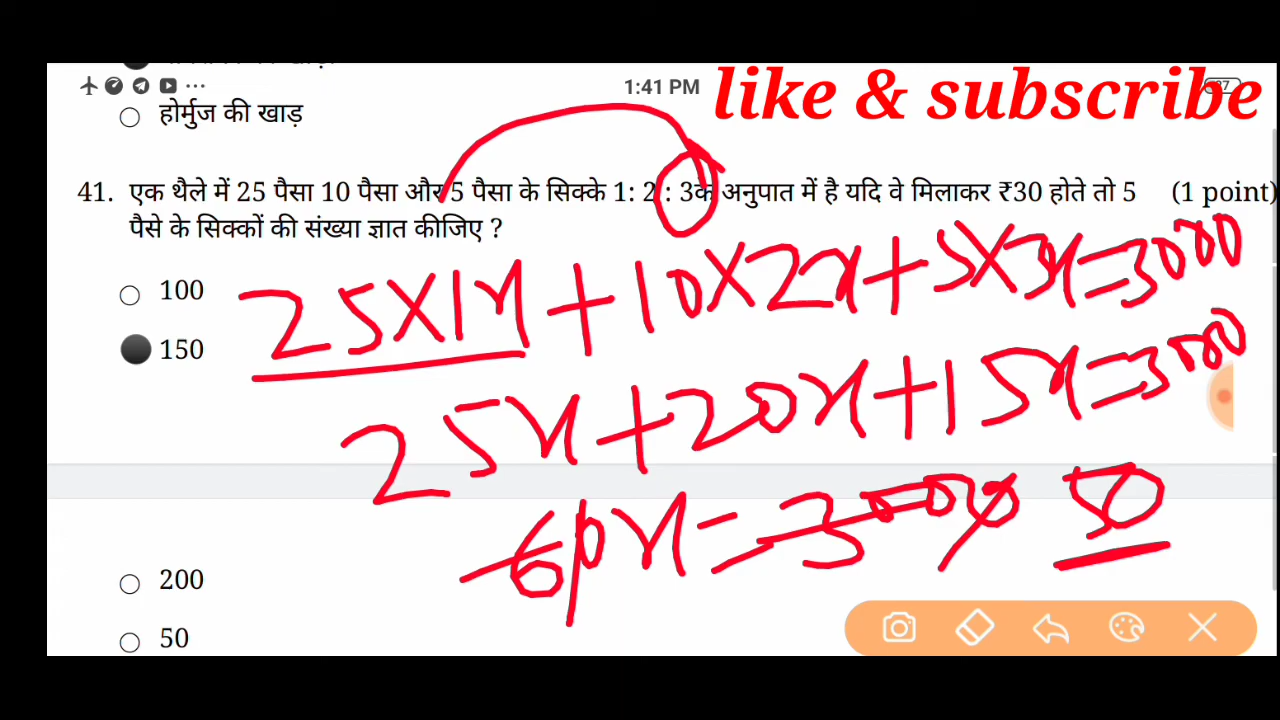 1:41 PM
like & subscribe
होर्मुज की खाड़
41. एक थैले में 25 पैसा 10 पैसा और 5 पैसा के सिक्के 1: 2 : 3के अनुपात में है यदि वे मिलाकर ₹30 होते तो 5 (1 point)
पैसे के सिक्कों की संख्या ज्ञात कीजिए ?
25×1x+10×2x+5×3x=3000
100
150
25x+20x+15x=3000
60x=3000 50
200
50